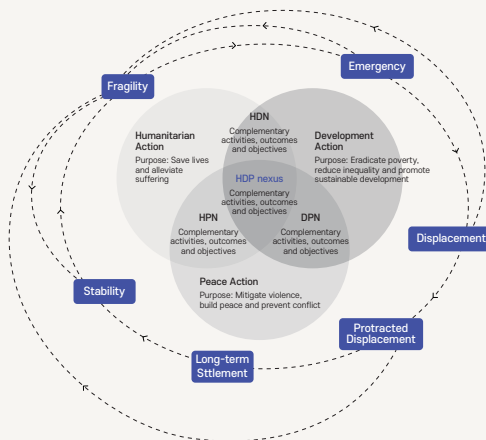 Emergency
Fragility
HDN
Complementary
activities, outcomes
and objectives
Humanitarian
Action
Purpose: Save lives
and alleviate
suffering
Development
Action
Purpose: Eradicate poverty,
reduce inequality and promote
sustainable development
HDP nexus
Complementary
activities, outcomes
and objectives
HPN
Complementary
activities, outcomes
and objectives
DPN
Complementary
activities, outcomes
and objectives
Displacement
Peace Action
Purpose: Mitigate violence,
build peace and prevent conflict
Stability
Protracted
Displacement
Long-term
Sttlement